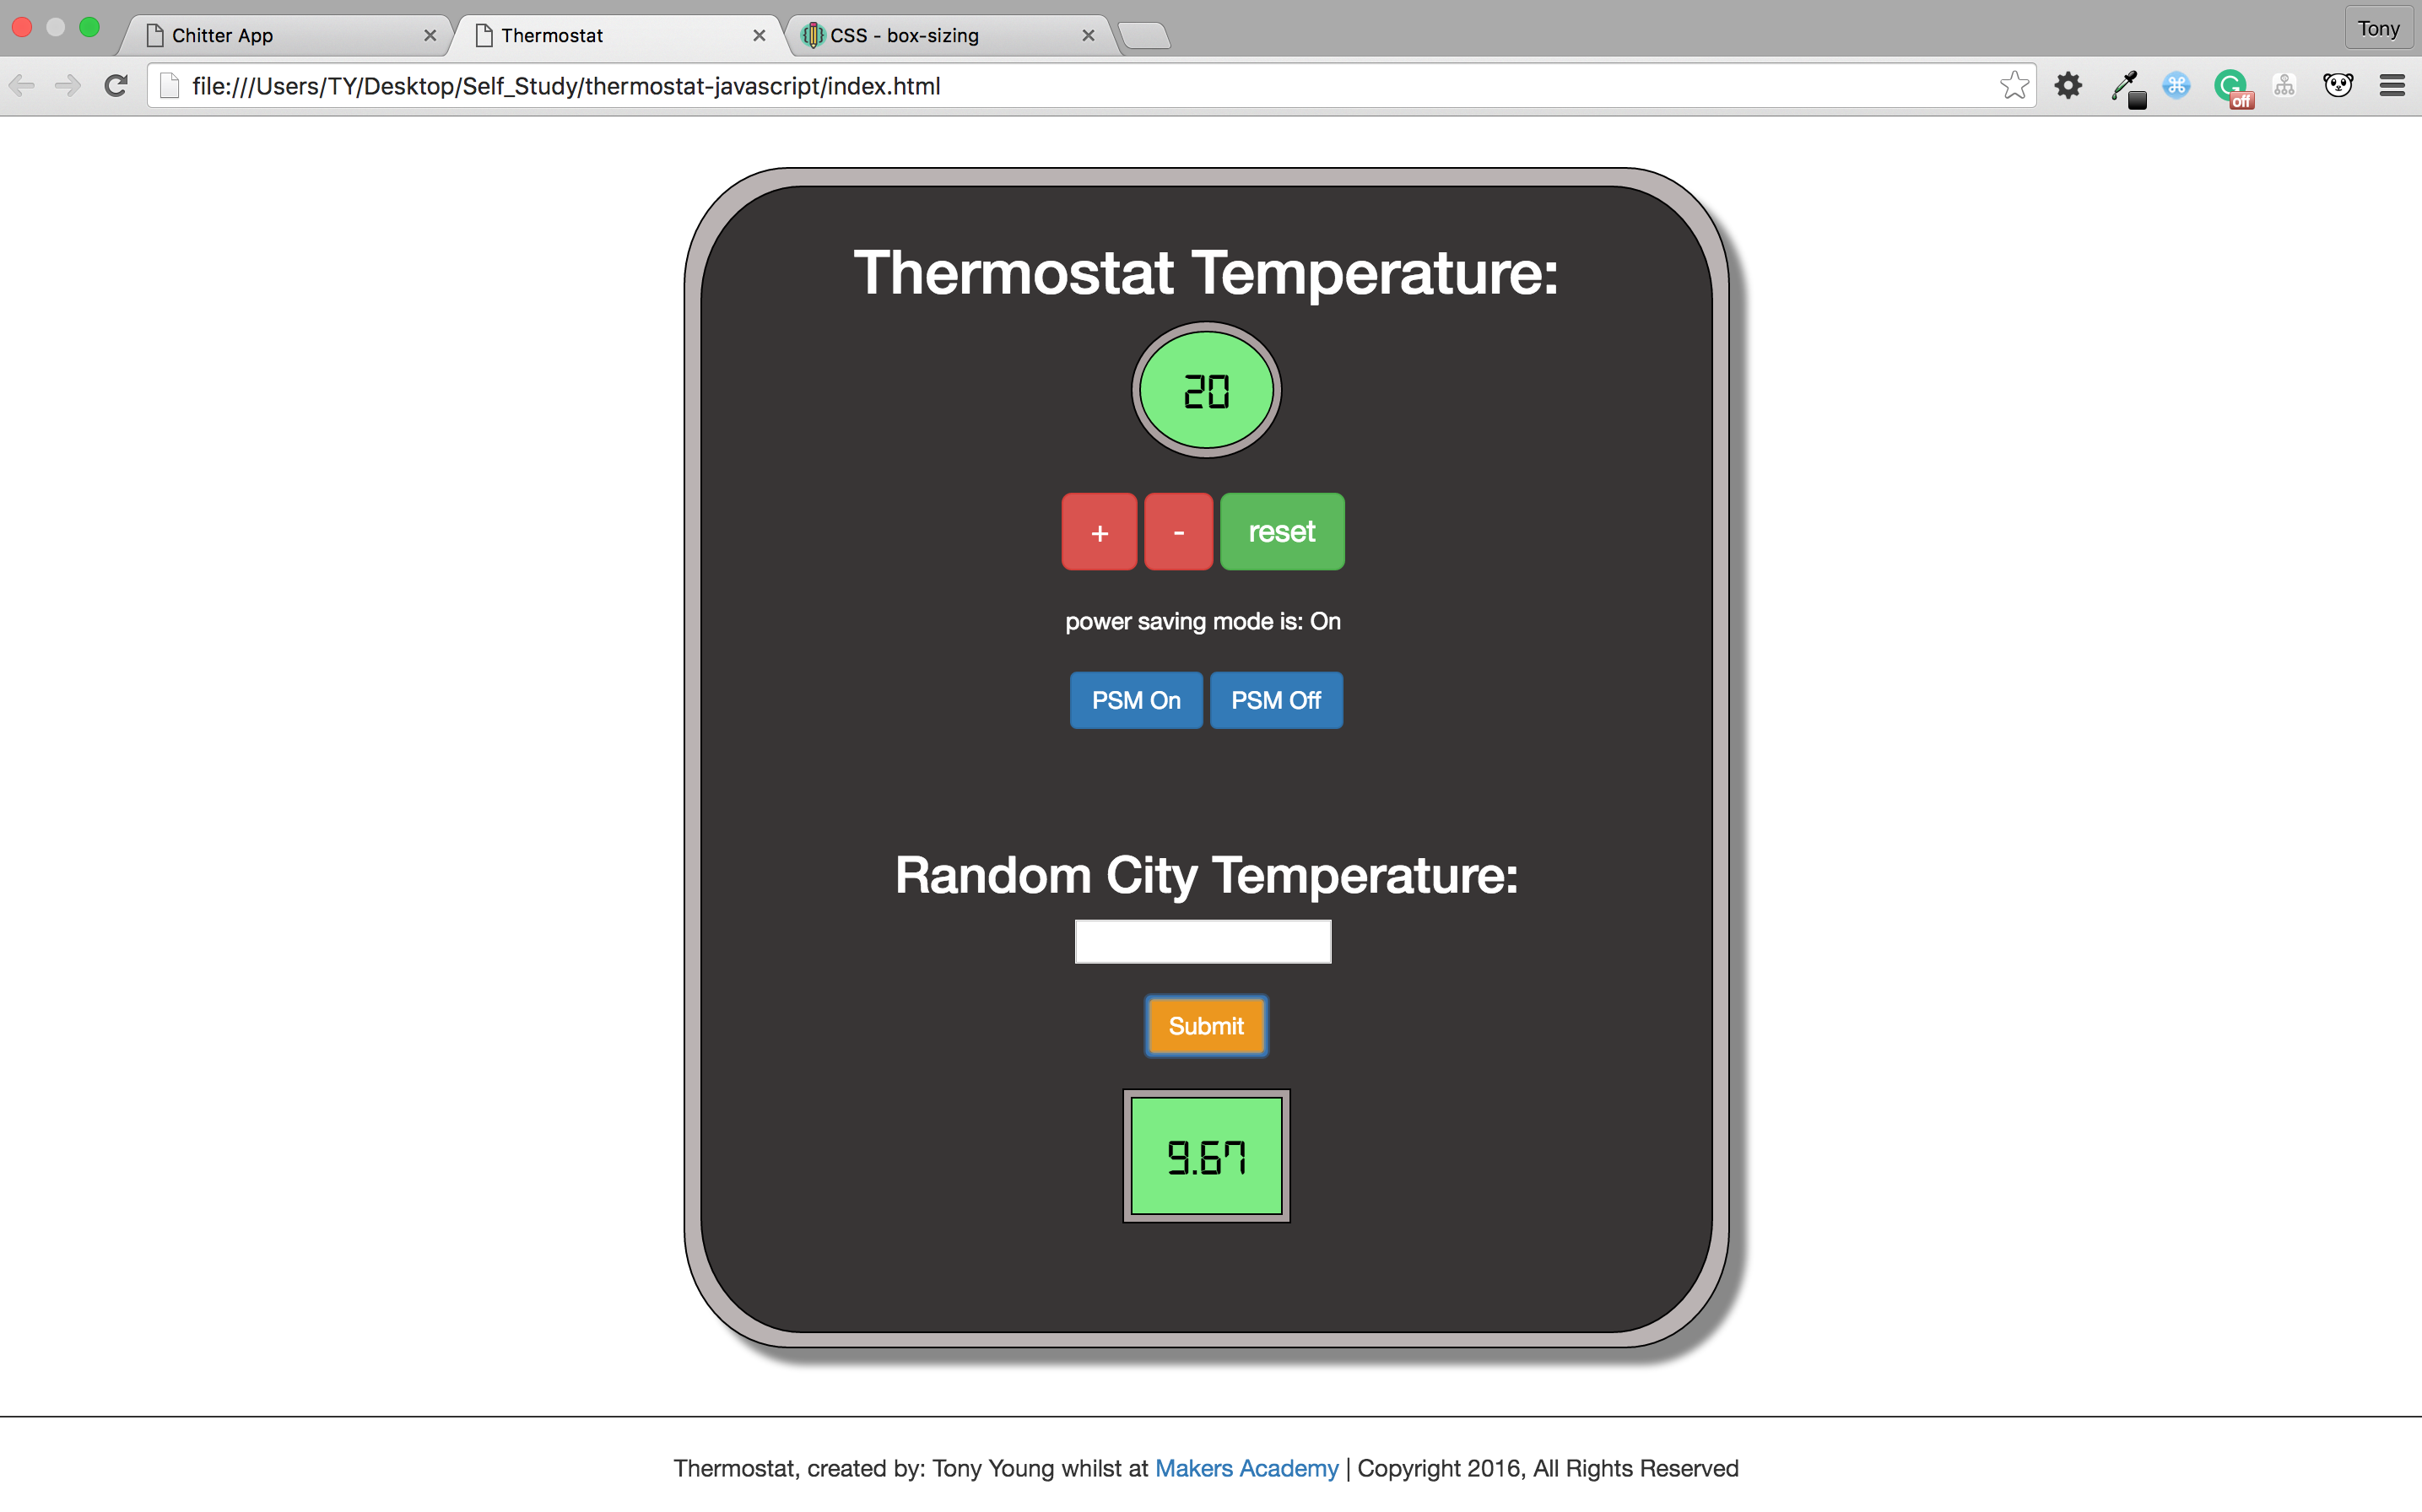 Chitter App
Thermostat
CSS - box-sizing
Tony
file:///Users/TY/Desktop/Self_Study/thermostat-javascript/index.html
off
Thermostat Temperature:
20
+ - reset
power saving mode is: On
PSM On PSM Off
Random City Temperature:
Submit
9.67
Thermostat, created by: Tony Young whilst at Makers Academy | Copyright 2016, All Rights Reserved